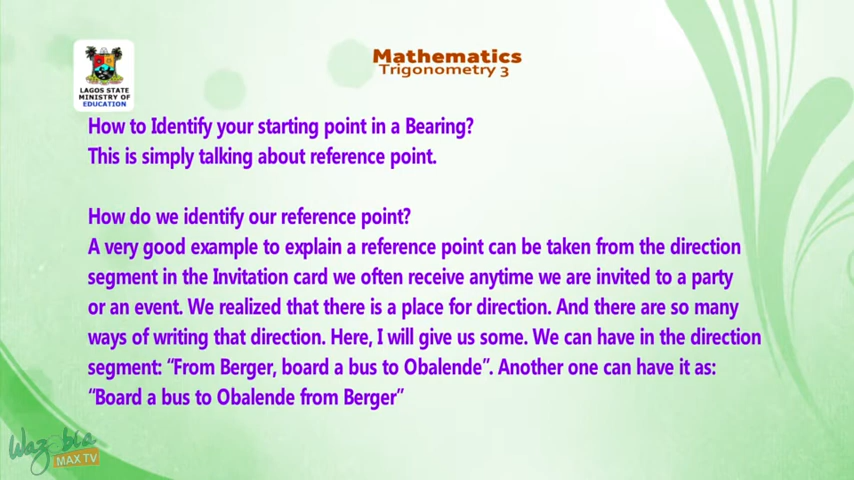 Mathematics
Trigonometry 3
LAGOS STATE
MINISTRY OF
EDUCATION
How to Identify your starting point in a Bearing?
This is simply talking about reference point.
How do we identify our reference point?
A very good example to explain a reference point can be taken from the direction
segment in the Invitation card we often receive anytime we are invited to a party
or an event. We realized that there is a place for direction. And there are so many
ways of writing that direction. Here, I will give us some. We can have in the direction
segment: “From Berger, board a bus to Obalende”. Another one can have it as:
“Board a bus to Obalende from Berger”
Wazobia
MAX TV